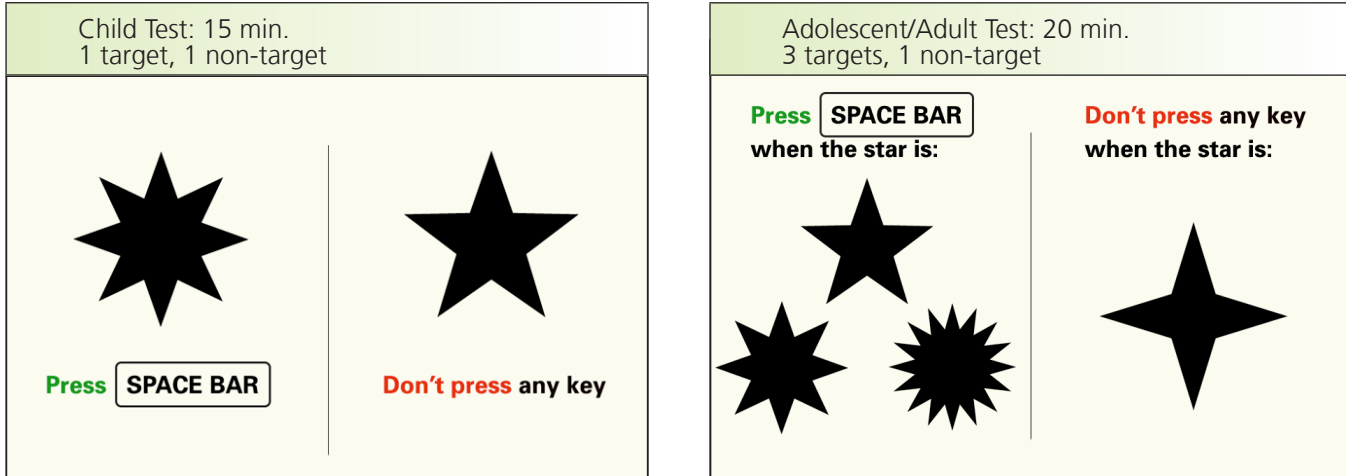 Child Test: 15 min.
1 target, 1 non-target
Press SPACE BAR
Don't press any key
Adolescent/Adult Test: 20 min.
3 targets, 1 non-target
Press SPACE BAR
when the star is:
Don't press any key
when the star is: